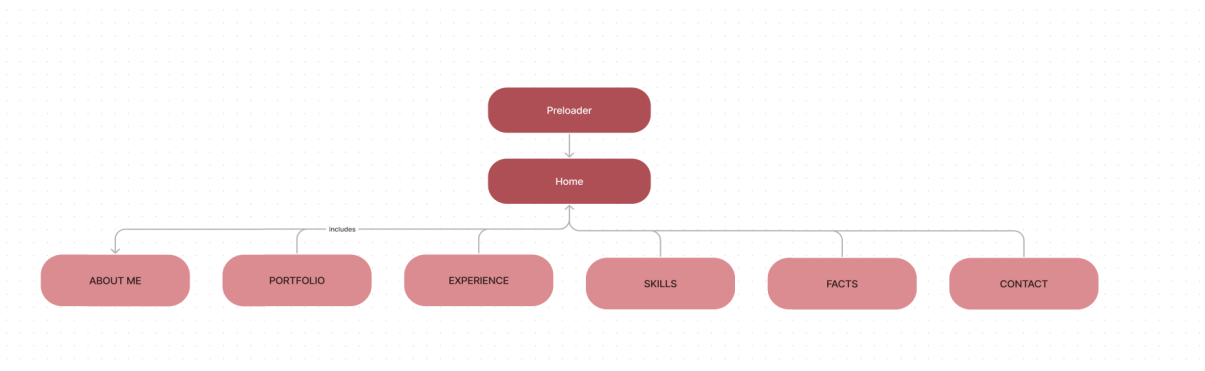 Preloader
Home
includes
ABOUT ME
PORTFOLIO
EXPERIENCE
SKILLS
FACTS
CONTACT